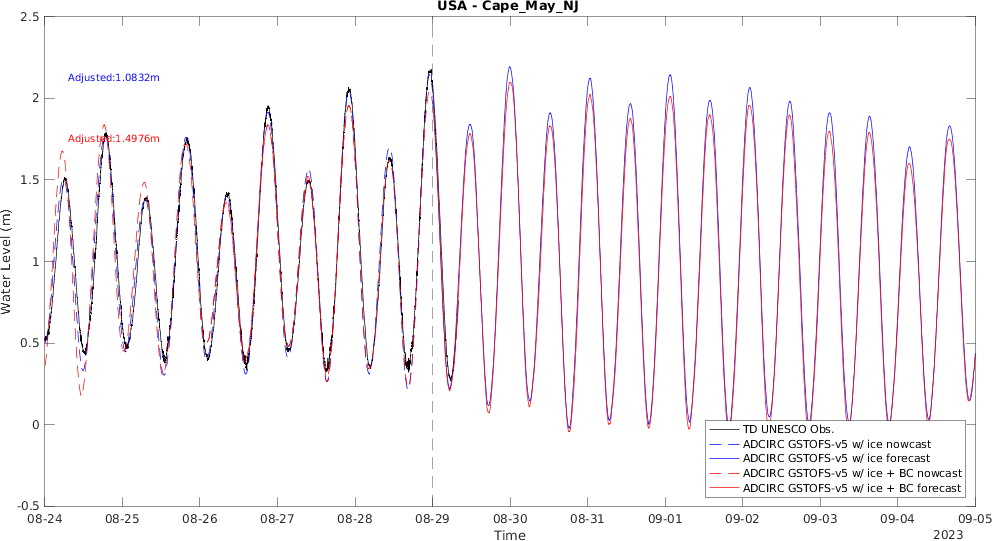 USA - Cape_May_NJ
2.5
2
1.5
1
0.5
0
-0.5
Water Level (m)
Adjusted:1.0832m
Adjusted:1.4976m
TD UNESCO Obs.
ADCIRC GSTOFS-v5 w/ ice nowcast
ADCIRC GSTOFS-v5 w/ ice forecast
ADCIRC GSTOFS-v5 w/ ice + BC nowcast
ADCIRC GSTOFS-v5 w/ ice + BC forecast
08-24 08-25 08-26 08-27 08-28 08-29 08-30 08-31 09-01 09-02 09-03 09-04 09-05
Time
2023